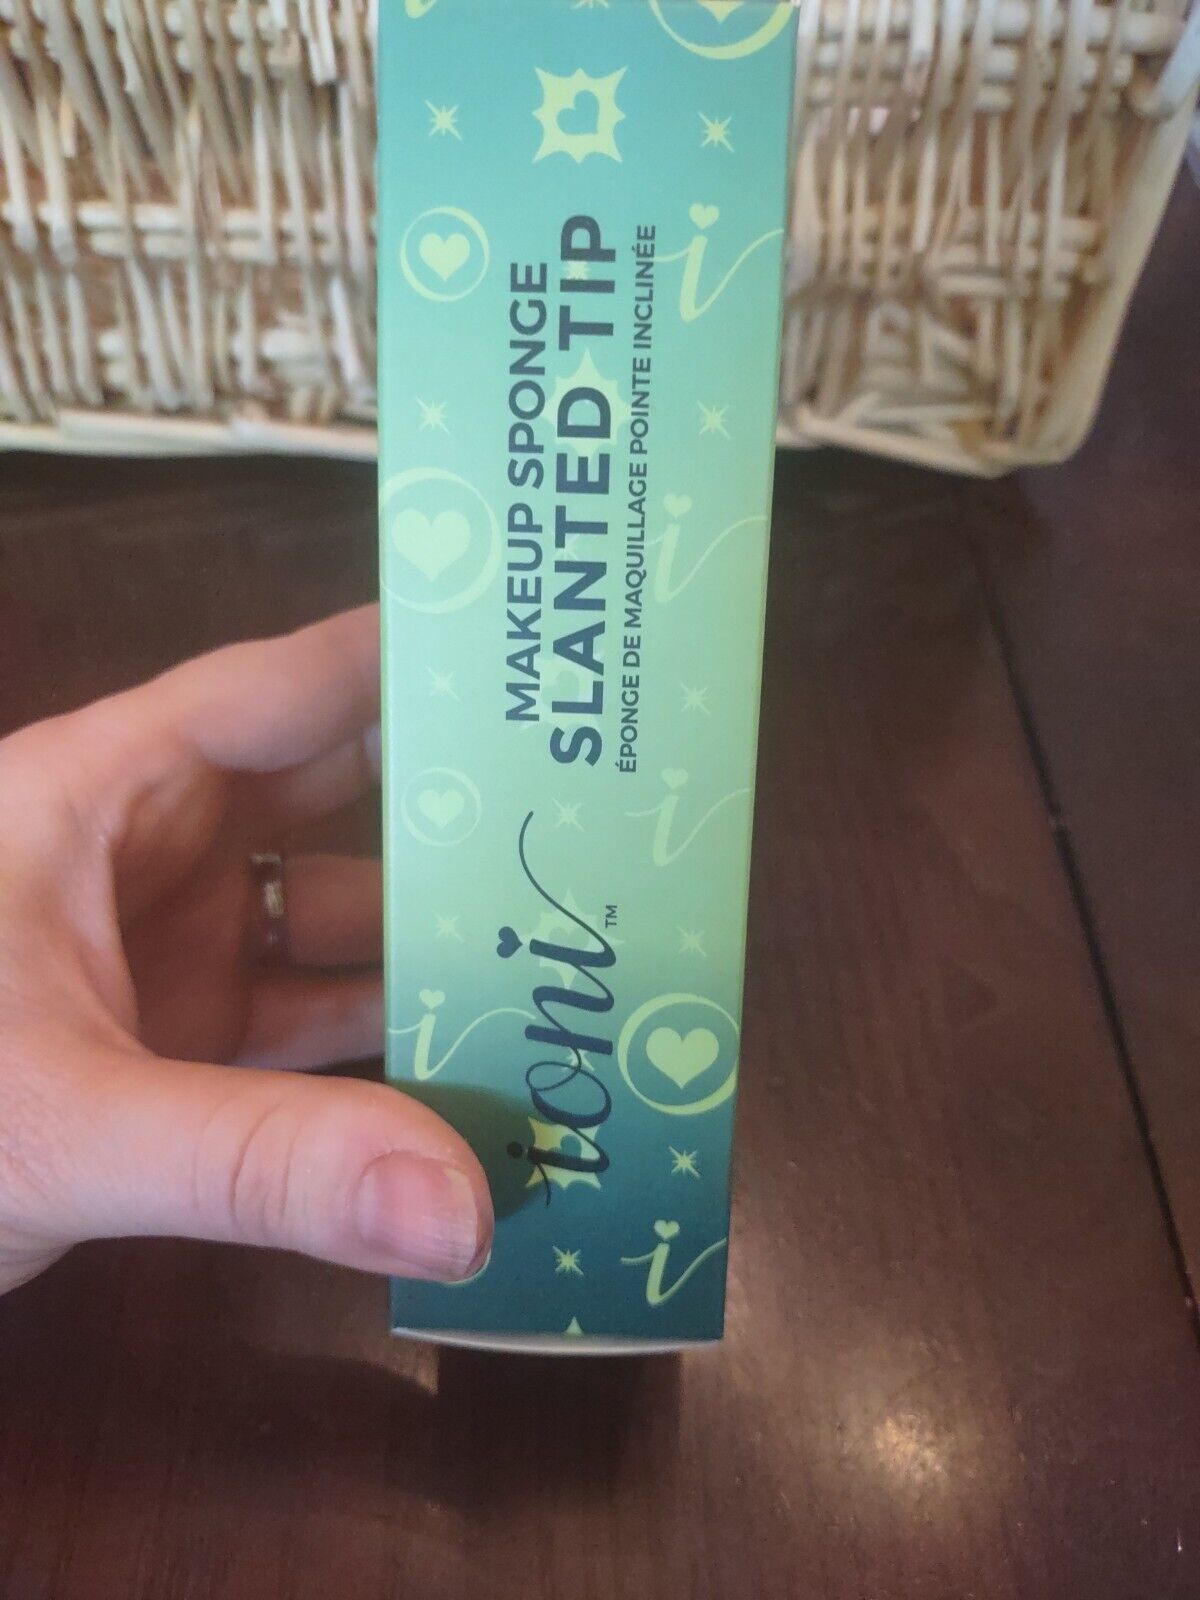 ioni™
MAKEUP SPONGE
SLANTED TIP
ÉPONGE DE MAQUILLAGE POINTE INCLINÉE